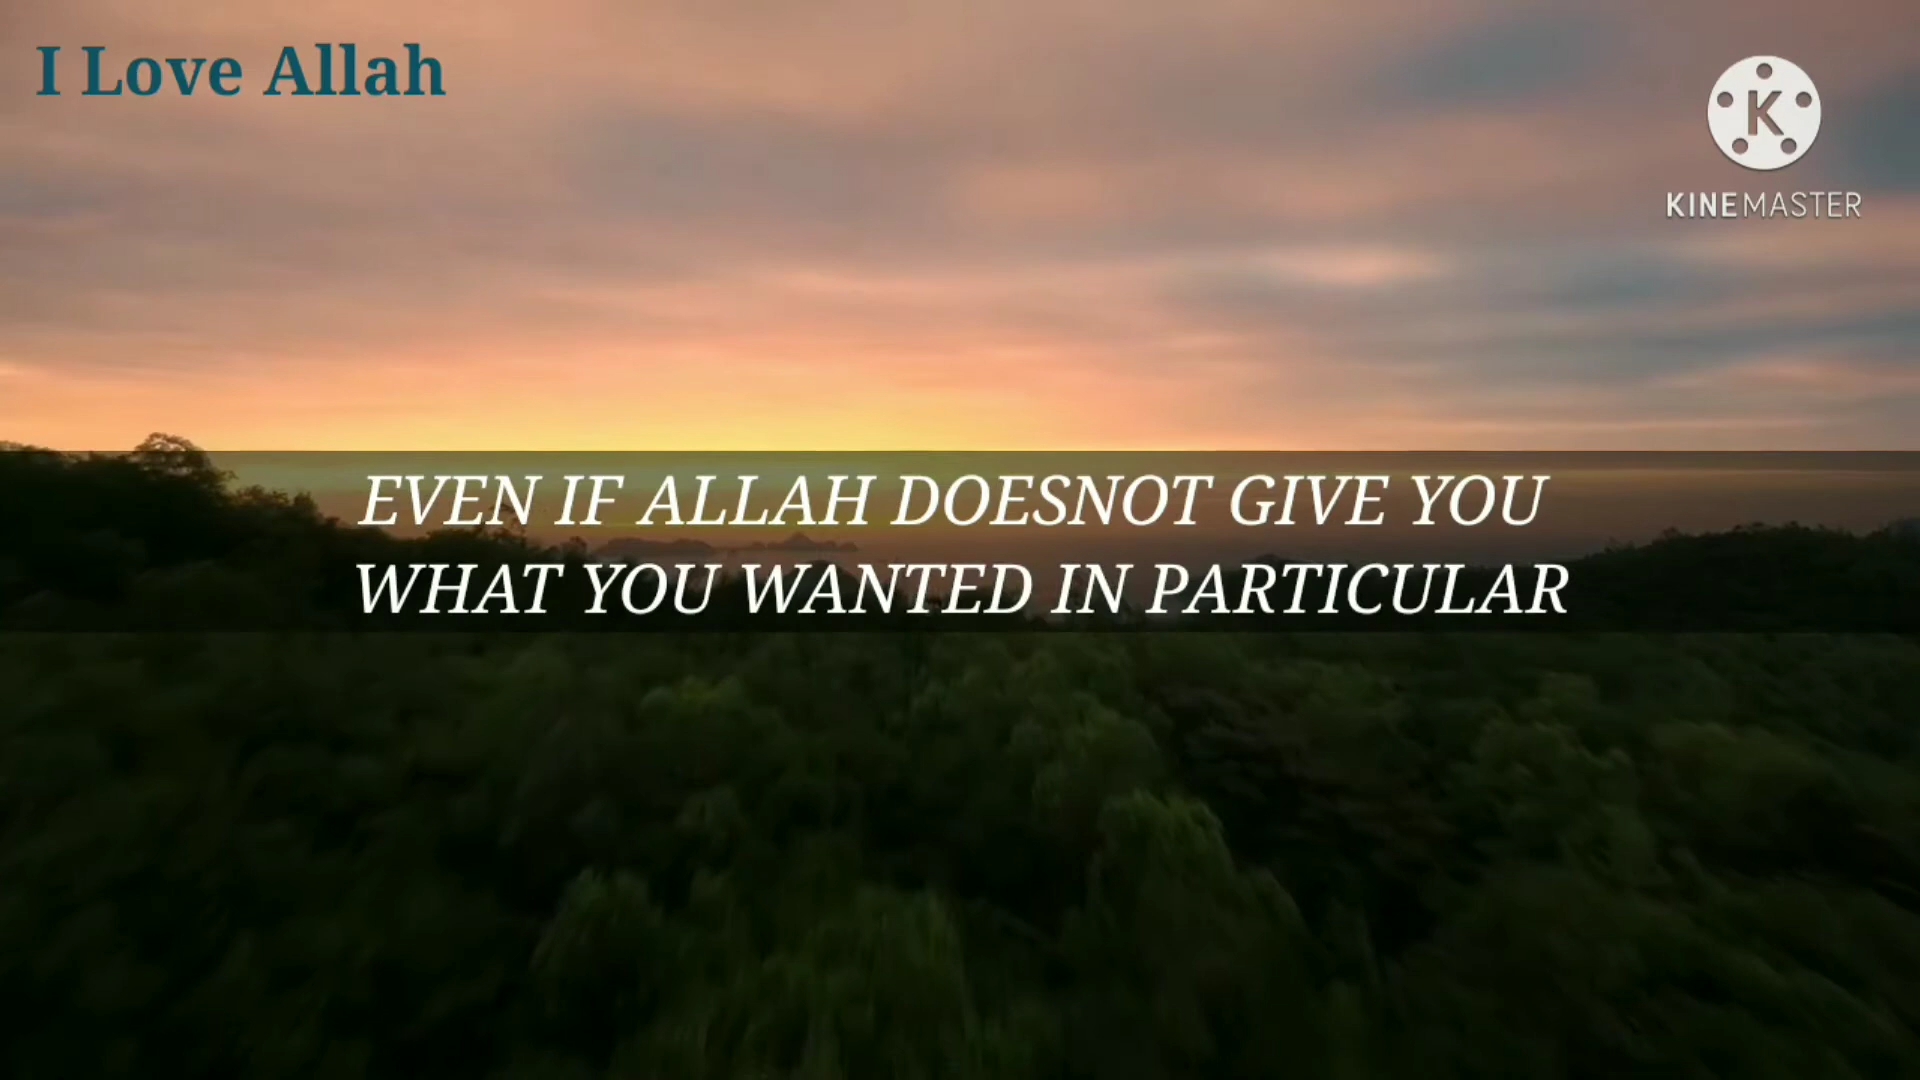 I Love Allah
K
KINEMASTER
EVEN IF ALLAH DOESNOT GIVE YOU
WHAT YOU WANTED IN PARTICULAR